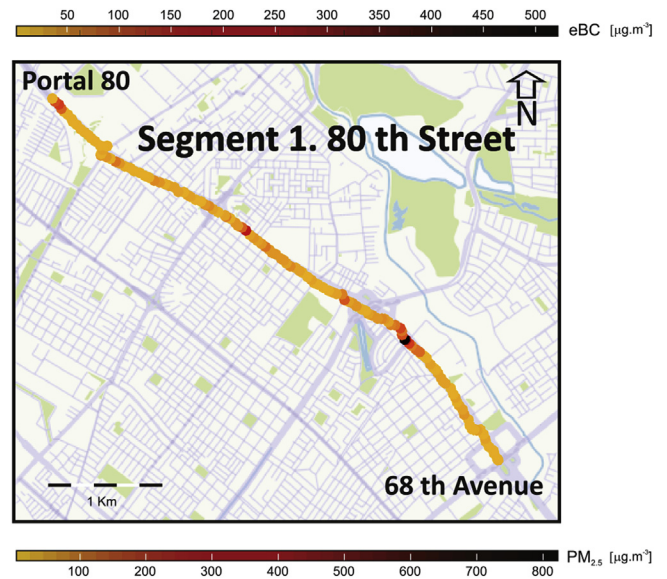 50 100 150 200 250 300 350 400 450 500 eBC [µg.m⁻³]
Portal 80
N
Segment 1. 80 th Street
68 th Avenue
1 Km
100 200 300 400 500 600 700 800 PM₂.₅ [µg.m⁻³]